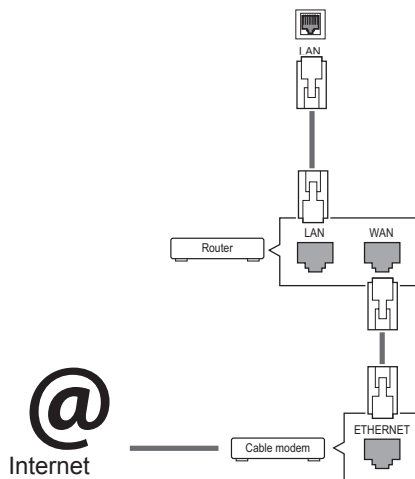 LAN
LAN WAN
Router
ETHERNET
@
Cable modem
Internet